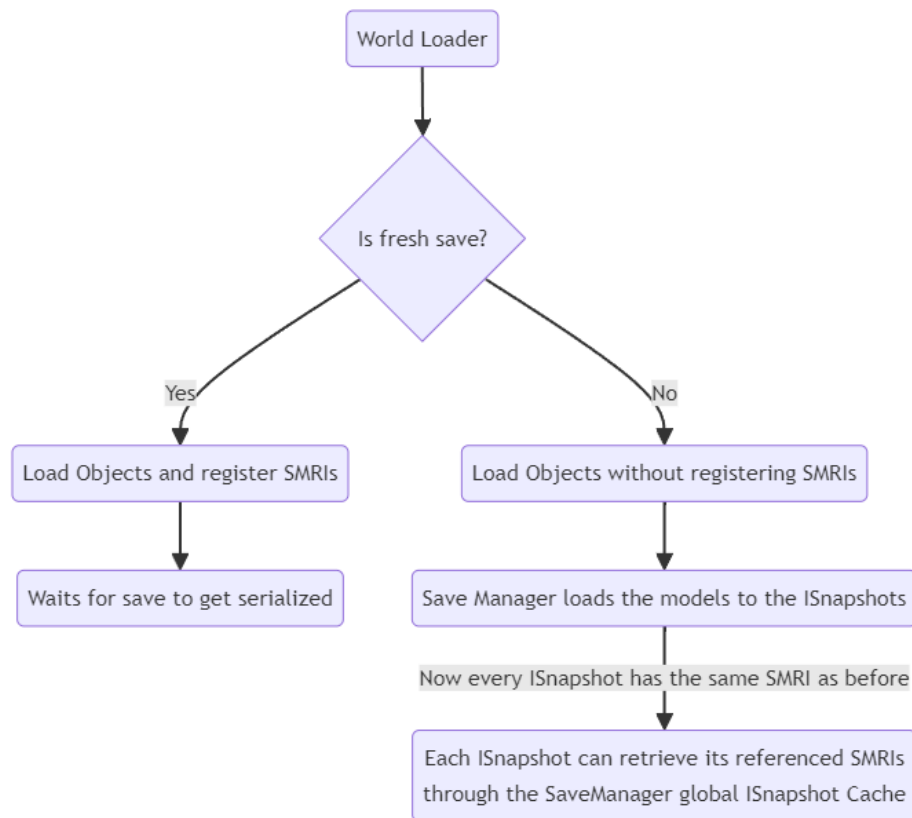 World Loader
Is fresh save?
Yes
No
Load Objects and register SMRIs
Load Objects without registering SMRIs
Waits for save to get serialized
Save Manager loads the models to the ISnapshots
Now every ISnapshot has the same SMRI as before
Each ISnapshot can retrieve its referenced SMRIs
through the SaveManager global ISnapshot Cache